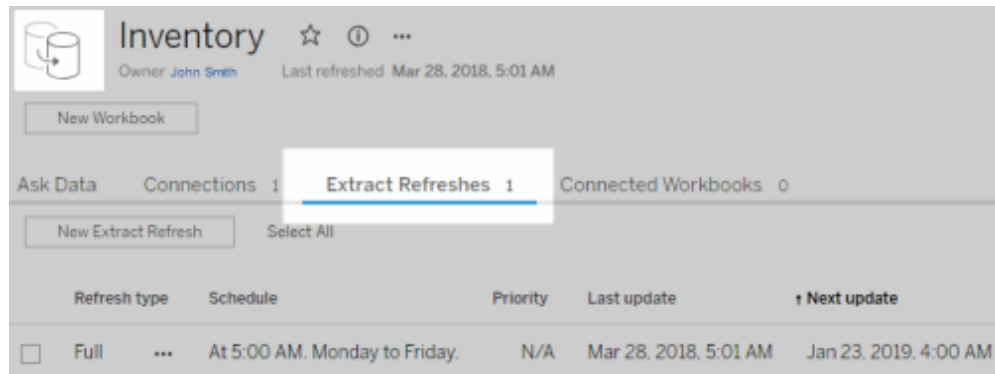 Inventory
Owner John Smith Last refreshed Mar 28, 2018, 5:01 AM
New Workbook
Ask Data Connections 1 Extract Refreshes 1 Connected Workbooks 0
New Extract Refresh Select All
Refresh type Schedule Priority Last update ↑ Next update
Full ••• At 5:00 AM. Monday to Friday. N/A Mar 28, 2018, 5:01 AM Jan 23, 2019, 4:00 AM